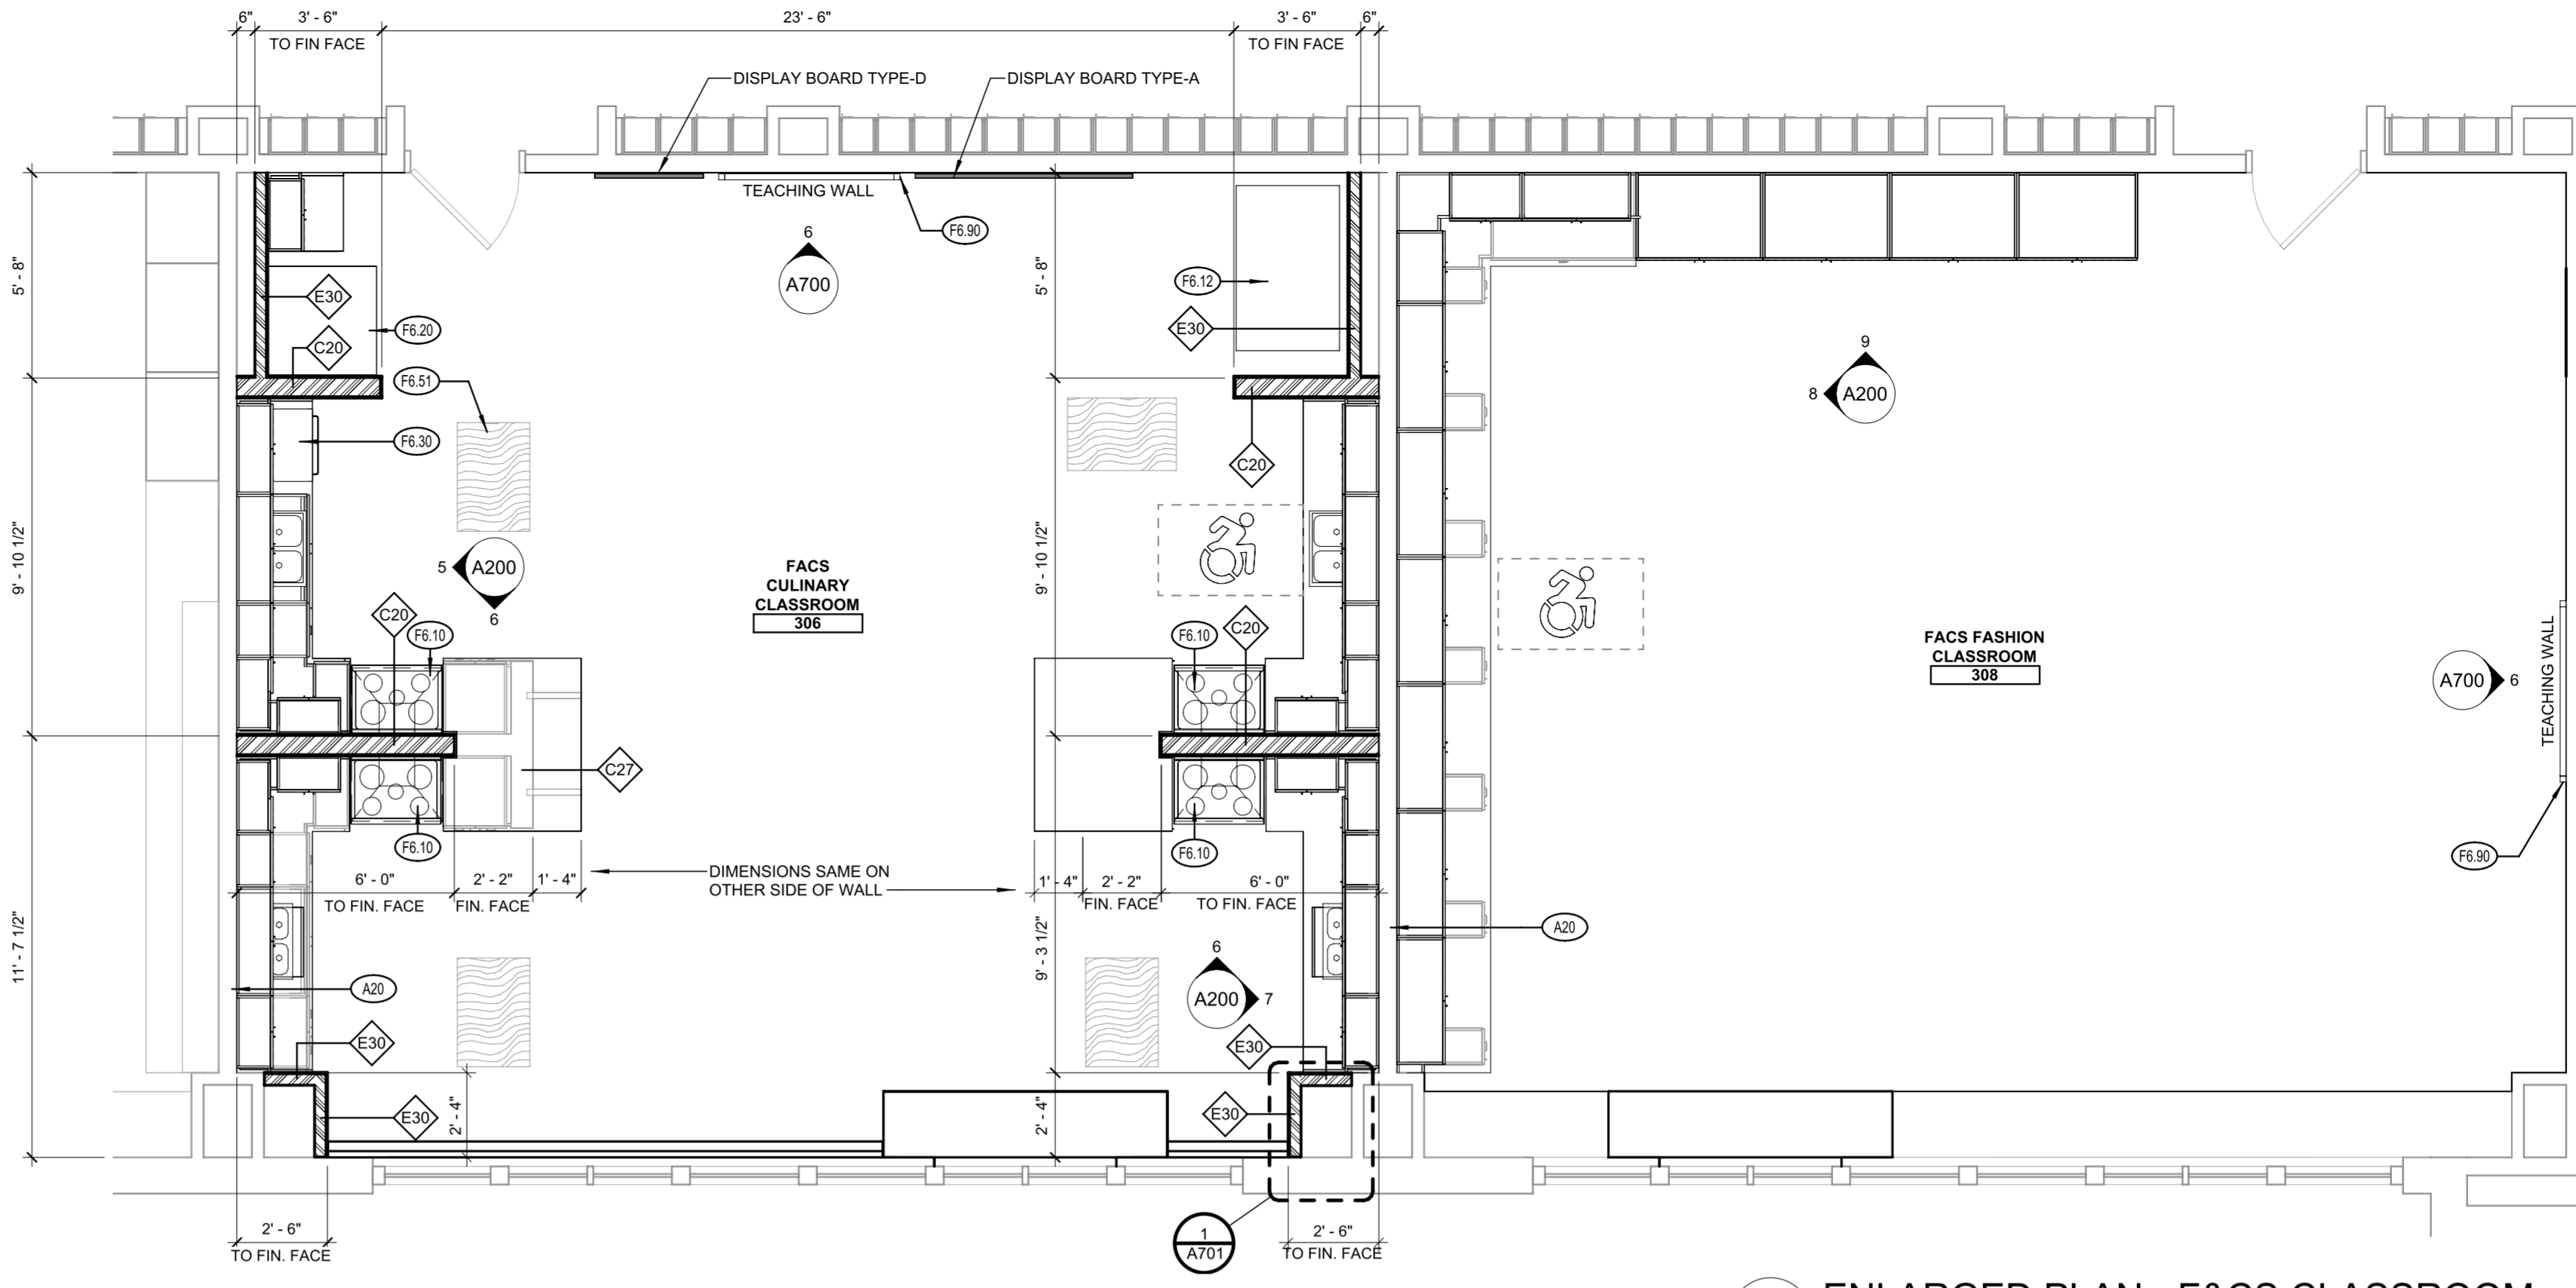 6"
3' - 6"
23' - 6"
3' - 6"
6"
TO FIN FACE
TO FIN FACE
DISPLAY BOARD TYPE-D
DISPLAY BOARD TYPE-A
TEACHING WALL
F6.90
6
A700
5' - 8"
5' - 8"
E30
F6.20
C20
F6.12
E30
F6.51
9
8
A200
F6.30
C20
9' - 10 1/2"
9' - 10 1/2"
5
A200
6
FACS
CULINARY
CLASSROOM
306
C20
F6.10
F6.10
C20
FACS FASHION
CLASSROOM
308
A700
6
TEACHING WALL
C27
F6.10
F6.10
F6.90
DIMENSIONS SAME ON
OTHER SIDE OF WALL
6' - 0"
2' - 2"
1' - 4"
TO FIN. FACE
FIN. FACE
1' - 4"
2' - 2"
6' - 0"
FIN. FACE
TO FIN. FACE
11' - 7 1/2"
9' - 3 1/2"
A20
A20
6
A200
7
E30
E30
E30
E30
2' - 4"
2' - 4"
2' - 6"
TO FIN. FACE
1
A701
2' - 6"
TO FIN. FACE